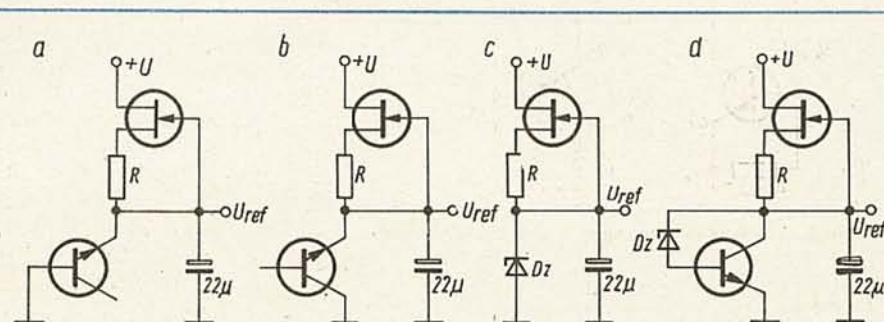 a b c d
+U +U +U +U
R R R R
Uref Uref Uref Uref
Dz Dz
22µ 22µ 22µ 22µ